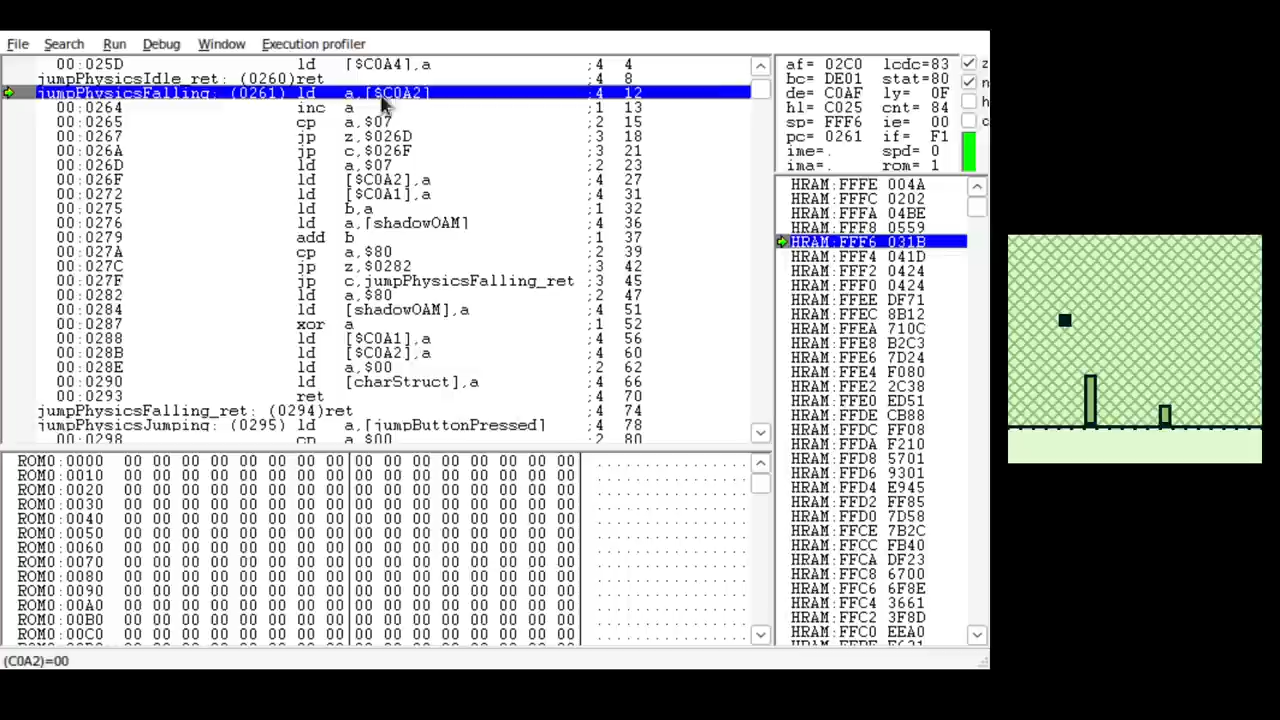 File Search Run Debug Window Execution profiler
00:025D ld [$C0A4],a ;4 4
jumpPhysicsIdle_ret: (0260)ret ;4 8
jumpPhysicsFalling: (0261) ld a,[$C0A2] ;4 12
00:0264 inc a ;1 13
00:0265 cp a,$07 ;2 15
00:0267 jp z,$026D ;3 18
00:026A jp c,$026F ;3 21
00:026D ld a,$07 ;2 23
00:026F ld [$C0A2],a ;4 27
00:0272 ld [$C0A1],a ;4 31
00:0275 ld b,a ;1 32
00:0276 ld a,[shadowOAM] ;4 36
00:0279 add b ;1 37
00:027A cp a,$80 ;2 39
00:027C jp z,$0282 ;3 42
00:027F jp c,jumpPhysicsFalling_ret ;3 45
00:0282 ld a,$80 ;2 47
00:0284 ld [shadowOAM],a ;4 51
00:0287 xor a ;1 52
00:0288 ld [$C0A1],a ;4 56
00:028B ld [$C0A2],a ;4 60
00:028E ld a,$00 ;2 62
00:0290 ld [charStruct],a ;4 66
00:0293 ret ;4 70
jumpPhysicsFalling_ret: (0294)ret ;4 74
jumpPhysicsJumping: (0295) ld a,[jumpButtonPressed] ;4 78
00:0298 cp a,$00 ;2 80
af= 02C0 lcdc=83 z
bc= DE01 stat=80 n
de= C0AF ly= 0F h
hl= C025 cnt= 84 c
sp= FFF6 ie= 00
pc= 0261 if= F1
ime=. spd= 0
ima=. rom= 1
HRAM:FFFE 004A
HRAM:FFFC 0202
HRAM:FFFA 04BE
HRAM:FFF8 0559
HRAM:FFF6 031B
HRAM:FFF4 041D
HRAM:FFF2 0424
HRAM:FFF0 0424
HRAM:FFEE DF71
HRAM:FFEC 8B12
HRAM:FFEA 710C
HRAM:FFE8 B2C3
HRAM:FFE6 7D24
HRAM:FFE4 F080
HRAM:FFE2 2C38
HRAM:FFE0 ED51
HRAM:FFDE CB88
HRAM:FFDC FF08
HRAM:FFDA F210
HRAM:FFD8 5701
HRAM:FFD6 9301
HRAM:FFD4 E945
HRAM:FFD2 FF85
HRAM:FFD0 7D58
HRAM:FFCE 7B2C
HRAM:FFCC FB40
HRAM:FFCA DF23
HRAM:FFC8 6700
HRAM:FFC6 6F8E
HRAM:FFC4 3661
HRAM:FFC2 3F8D
HRAM:FFC0 EEA0
ROM0:0000 00 00 00 00 00 00 00 00 00 00 00 00 00 00 00 00 ................
ROM0:0010 00 00 00 00 00 00 00 00 00 00 00 00 00 00 00 00 ................
ROM0:0020 00 00 00 00 00 00 00 00 00 00 00 00 00 00 00 00 ................
ROM0:0030 00 00 00 00 00 00 00 00 00 00 00 00 00 00 00 00 ................
ROM0:0040 00 00 00 00 00 00 00 00 00 00 00 00 00 00 00 00 ................
ROM0:0050 00 00 00 00 00 00 00 00 00 00 00 00 00 00 00 00 ................
ROM0:0060 00 00 00 00 00 00 00 00 00 00 00 00 00 00 00 00 ................
ROM0:0070 00 00 00 00 00 00 00 00 00 00 00 00 00 00 00 00 ................
ROM0:0080 00 00 00 00 00 00 00 00 00 00 00 00 00 00 00 00 ................
ROM0:0090 00 00 00 00 00 00 00 00 00 00 00 00 00 00 00 00 ................
ROM0:00A0 00 00 00 00 00 00 00 00 00 00 00 00 00 00 00 00 ................
ROM0:00B0 00 00 00 00 00 00 00 00 00 00 00 00 00 00 00 00 ................
ROM0:00C0 00 00 00 00 00 00 00 00 00 00 00 00 00 00 00 00 ................
(C0A2)=00